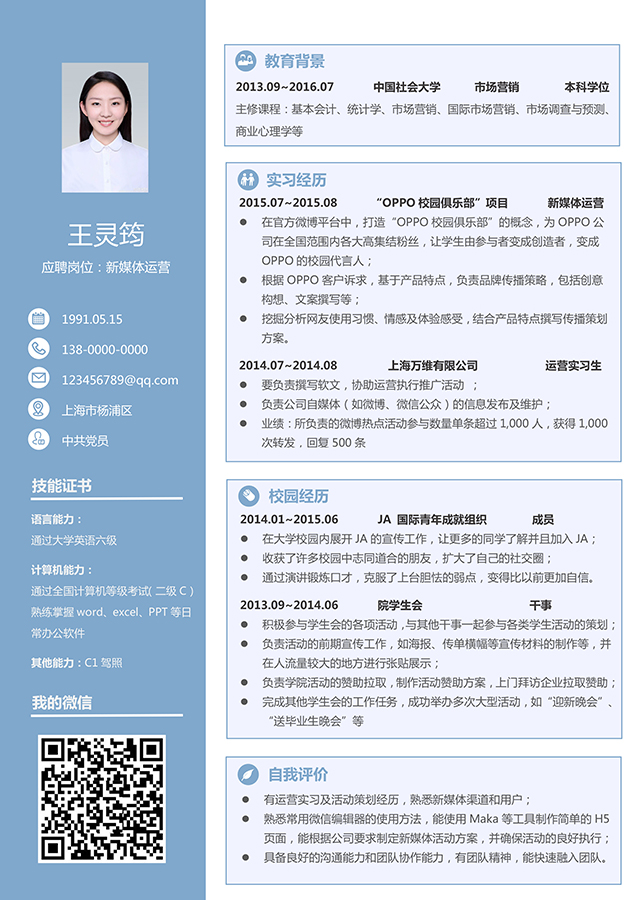 王灵筠
应聘岗位：新媒体运营
1991.05.15
138-0000-0000
123456789@qq.com
上海市杨浦区
中共党员
技能证书
语言能力：
通过大学英语六级
计算机能力：
通过全国计算机等级考试( 二级 C )
熟练掌握 word、excel、PPT 等日
常办公软件
其他能力：C1 驾照
我的微信
教育背景
2013.09~2016.07 中国社会大学 市场营销 本科学位
主修课程：基本会计、统计学、市场营销、国际市场营销、市场调查与预测、
商业心理学等
实习经历
2015.07~2015.08 “OPPO 校园俱乐部”项目 新媒体运营
● 在官方微博平台中，打造“OPPO 校园俱乐部”的概念，为 OPPO 公
司在全国范围内各大高集结粉丝，让学生由参与者变成创造者，变成
OPPO 的校园代言人；
● 根据 OPPO 客户诉求，基于产品特点，负责品牌传播策略，包括创意
构想、文案撰写等；
● 挖掘分析网友使用习惯、情感及体验感受，结合产品特点撰写传播策划
方案。
2014.07~2014.08 上海万维有限公司 运营实习生
● 要负责撰写软文，协助运营执行推广活动 ；
● 负责公司自媒体（如微博、微信公众）的信息发布及维护；
● 业绩：所负责的微博热点活动参与数量单条超过 1,000 人，获得 1,000
次转发，回复 500 条
校园经历
2014.01~2015.06 JA 国际青年成就组织 成员
● 在大学校园内展开 JA 的宣传工作，让更多的同学了解并且加入 JA；
● 收获了许多校园中志同道合的朋友，扩大了自己的社交圈；
● 通过演讲锻炼口才，克服了上台胆怯的弱点，变得比以前更加自信。
2013.09~2014.06 院学生会 干事
● 积极参与学生会的各项活动，与其他干事一起参与各类学生活动的策划；
● 负责活动的前期宣传工作，如海报、传单横幅等宣传材料的制作等，并
在人流量较大的地方进行张贴展示；
● 负责学院活动的赞助拉取，制作活动赞助方案，上门拜访企业拉取赞助；
● 完成其他学生会的工作任务，成功举办多次大型活动，如“迎新晚会”、
“送毕业生晚会”等
自我评价
● 有运营实习及活动策划经历，熟悉新媒体渠道和用户；
● 熟悉常用微信编辑器的使用方法，能使用 Maka 等工具制作简单的 H5
页面，能根据公司要求制定新媒体活动方案，并确保活动的良好执行；
● 具备良好的沟通能力和团队协作能力，有团队精神，能快速融入团队。